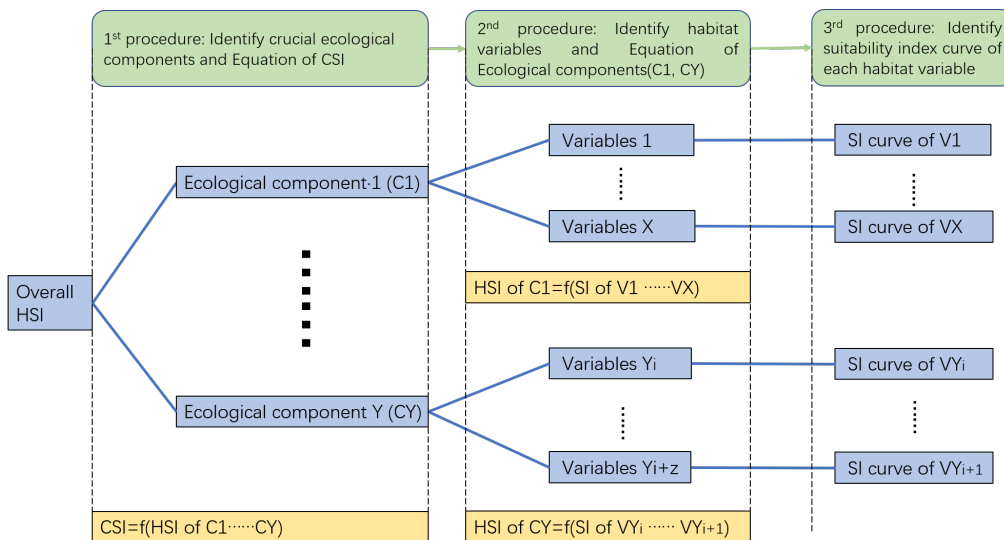 1st procedure: Identify crucial ecological
components and Equation of CSI
2nd procedure: Identify habitat
variables and Equation of
Ecological components(C1, CY)
3rd procedure: Identify
suitability index curve of
each habitat variable
Variables 1
SI curve of V1
Ecological component·1 (C1)
Variables X
SI curve of VX
Overall
HSI
HSI of C1=f(SI of V1 ······VX)
Variables Yi
SI curve of VYi
Ecological component Y (CY)
Variables Yi+z
SI curve of VYi+1
CSI=f(HSI of C1······CY)
HSI of CY=f(SI of VYi ······ VYi+1)